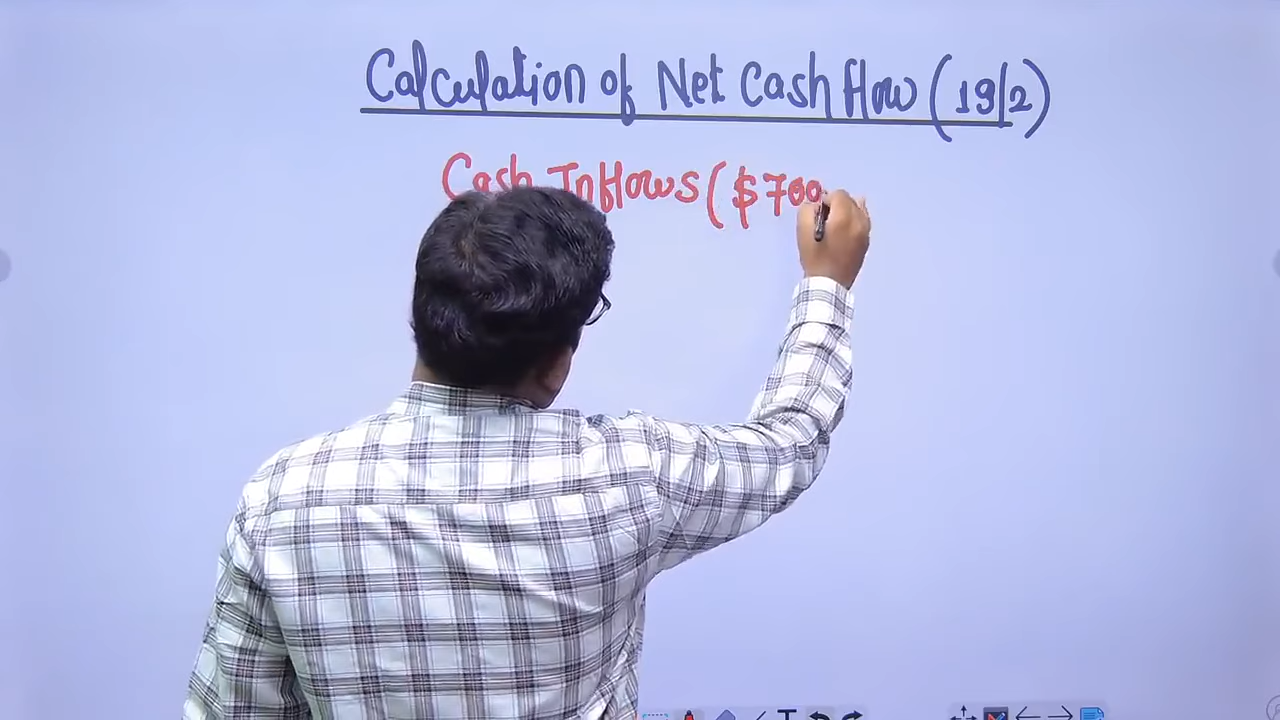 Calculation of Net Cash flow (19/2)
Cash Inflows ($700